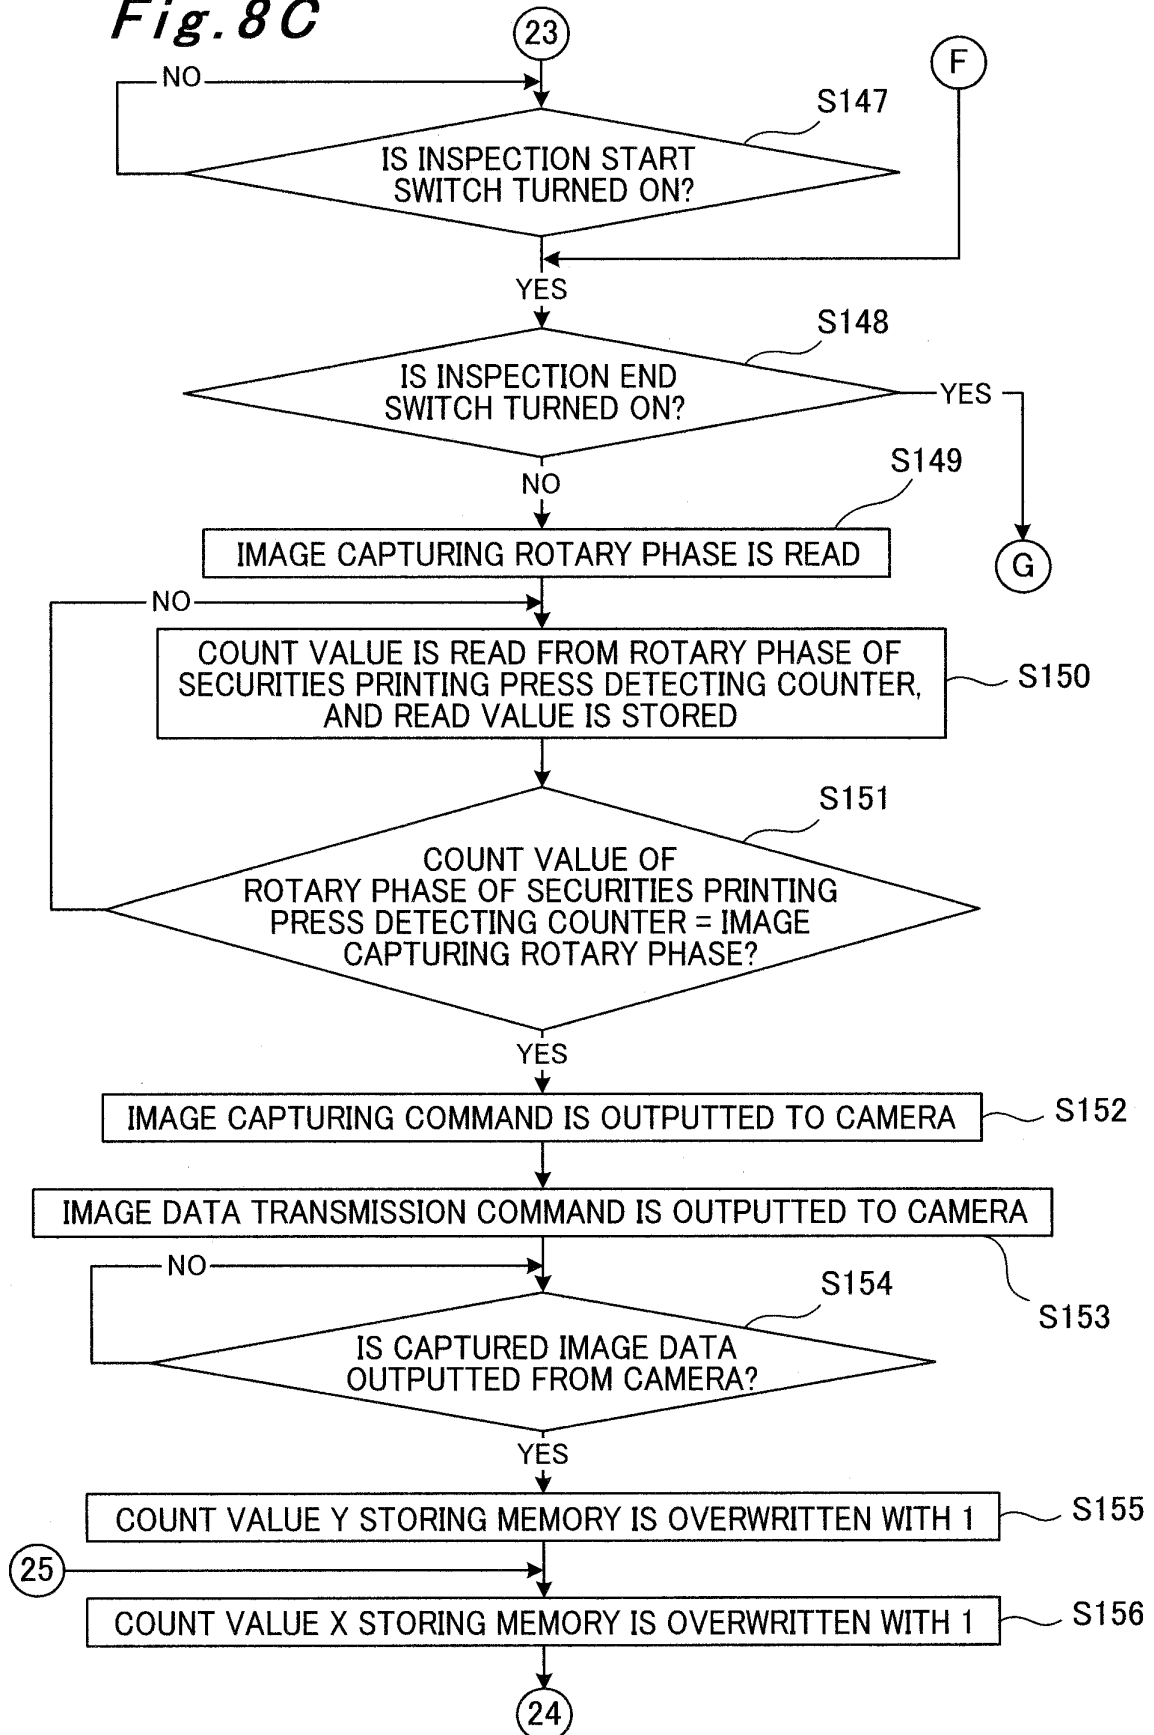 Fig.8C
23
F
NO
S147
IS INSPECTION START
SWITCH TURNED ON?
YES
S148
IS INSPECTION END
SWITCH TURNED ON?
YES
S149
NO
IMAGE CAPTURING ROTARY PHASE IS READ
G
NO
COUNT VALUE IS READ FROM ROTARY PHASE OF
SECURITIES PRINTING PRESS DETECTING COUNTER,
AND READ VALUE IS STORED
S150
S151
COUNT VALUE OF
ROTARY PHASE OF SECURITIES PRINTING
PRESS DETECTING COUNTER = IMAGE
CAPTURING ROTARY PHASE?
YES
IMAGE CAPTURING COMMAND IS OUTPUTTED TO CAMERA
S152
IMAGE DATA TRANSMISSION COMMAND IS OUTPUTTED TO CAMERA
NO
S154
S153
IS CAPTURED IMAGE DATA
OUTPUTTED FROM CAMERA?
YES
COUNT VALUE Y STORING MEMORY IS OVERWRITTEN WITH 1
S155
25
COUNT VALUE X STORING MEMORY IS OVERWRITTEN WITH 1
S156
24